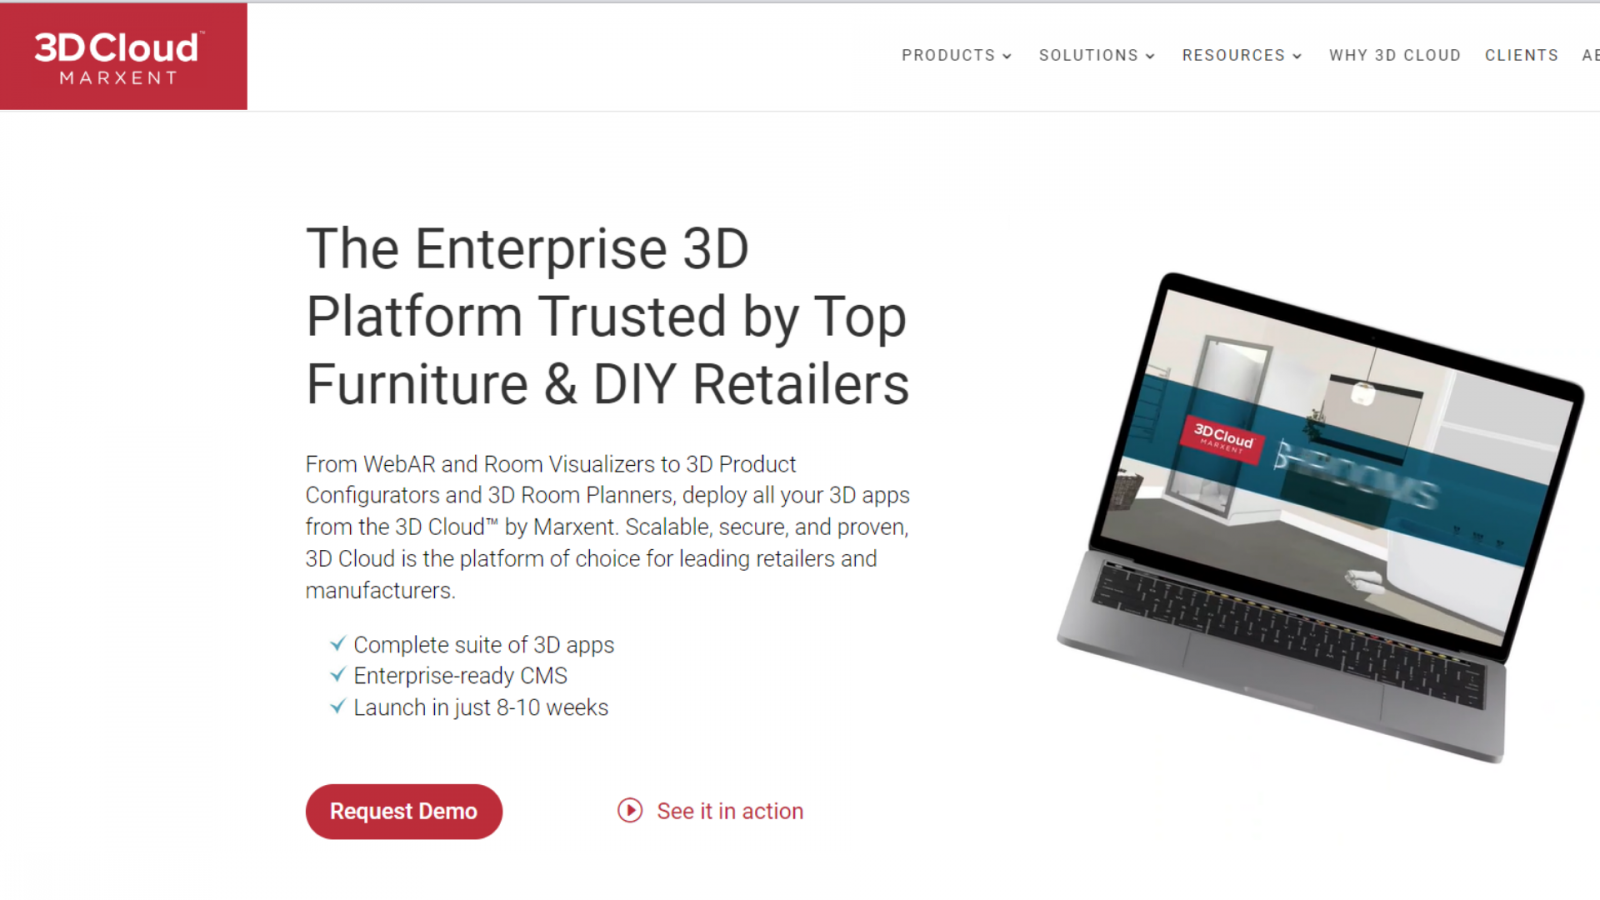 3D Cloud™
MARXENT
PRODUCTS
SOLUTIONS
RESOURCES
WHY 3D CLOUD
CLIENTS
The Enterprise 3D
Platform Trusted by Top
Furniture & DIY Retailers
From WebAR and Room Visualizers to 3D Product
Configurators and 3D Room Planners, deploy all your 3D apps
from the 3D Cloud™ by Marxent. Scalable, secure, and proven,
3D Cloud is the platform of choice for leading retailers and
manufacturers.
Complete suite of 3D apps
Enterprise-ready CMS
Launch in just 8-10 weeks
Request Demo
See it in action
3D Cloud
MARXENT